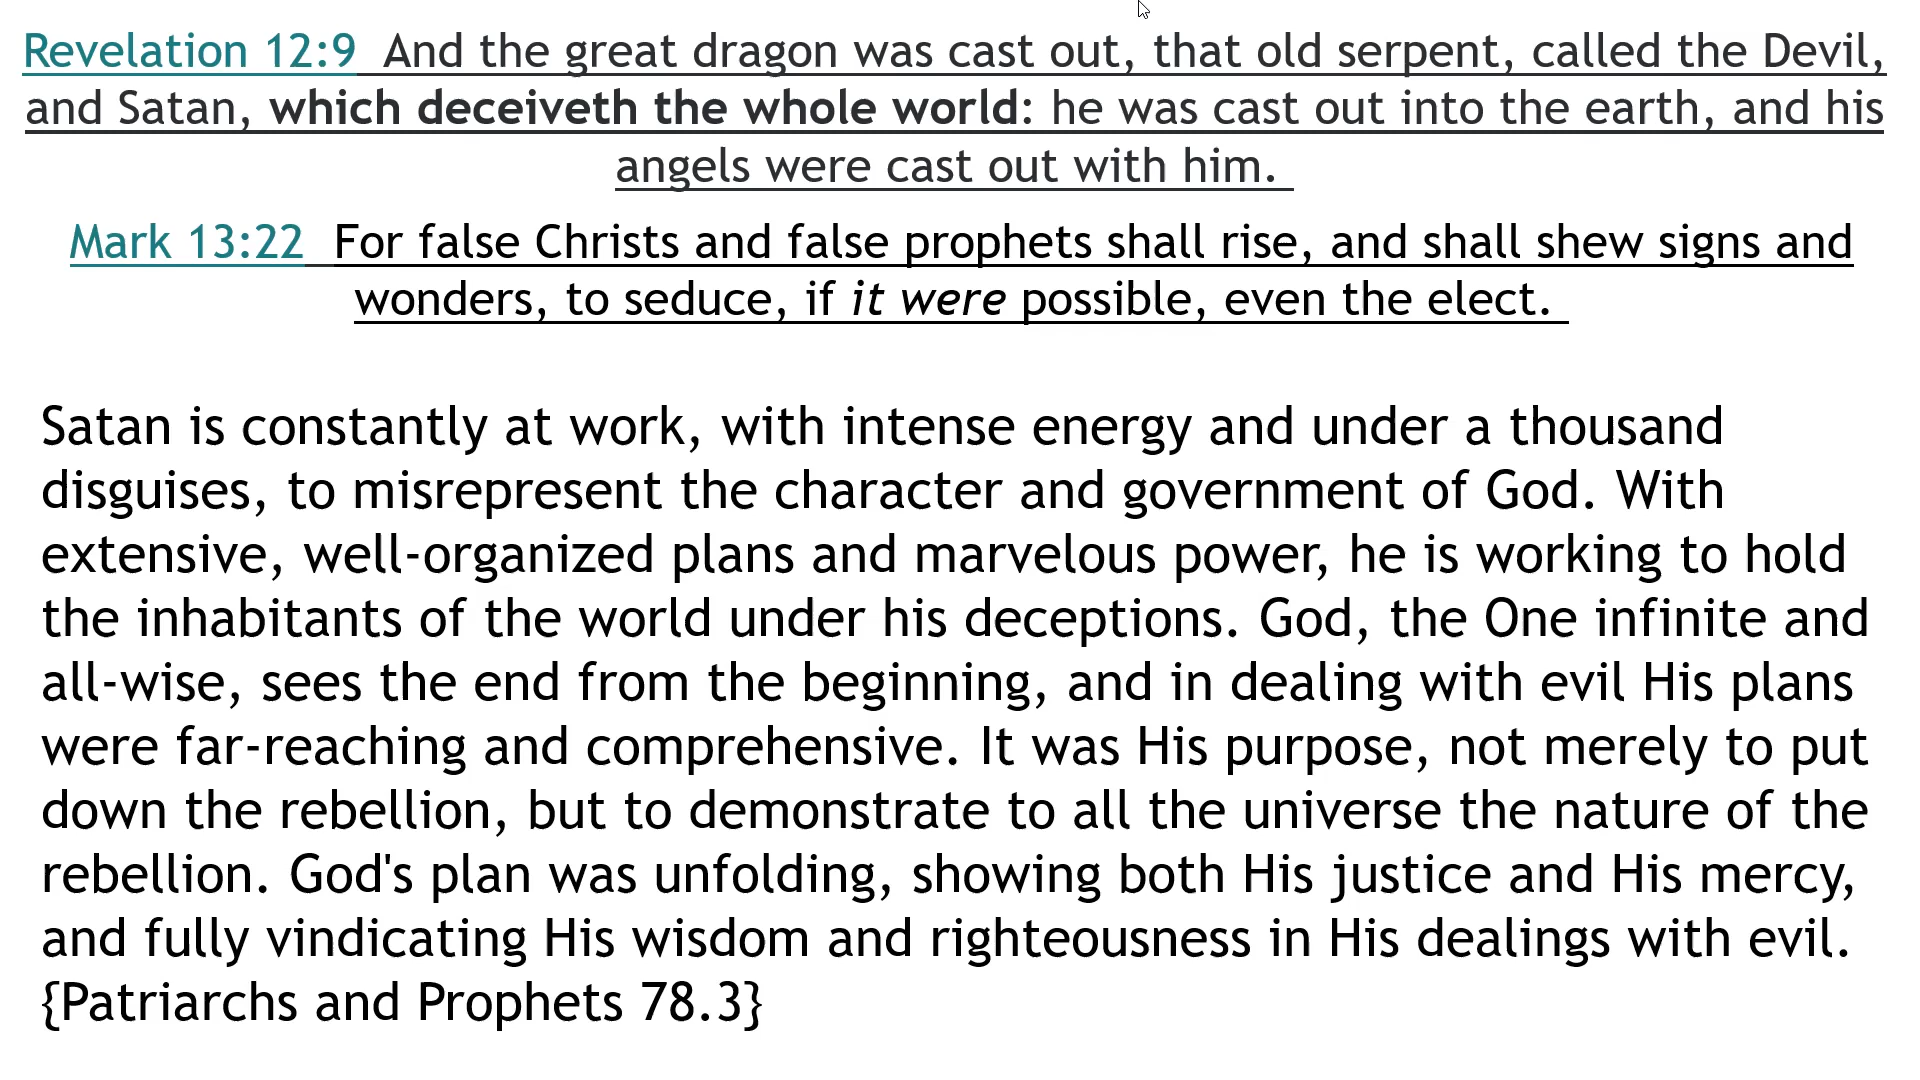 Revelation 12:9  And the great dragon was cast out, that old serpent, called the Devil,
and Satan, which deceiveth the whole world: he was cast out into the earth, and his
angels were cast out with him.
Mark 13:22  For false Christs and false prophets shall rise, and shall shew signs and
wonders, to seduce, if it were possible, even the elect.
Satan is constantly at work, with intense energy and under a thousand
disguises, to misrepresent the character and government of God. With
extensive, well-organized plans and marvelous power, he is working to hold
the inhabitants of the world under his deceptions. God, the One infinite and
all-wise, sees the end from the beginning, and in dealing with evil His plans
were far-reaching and comprehensive. It was His purpose, not merely to put
down the rebellion, but to demonstrate to all the universe the nature of the
rebellion. God's plan was unfolding, showing both His justice and His mercy,
and fully vindicating His wisdom and righteousness in His dealings with evil.
{Patriarchs and Prophets 78.3}